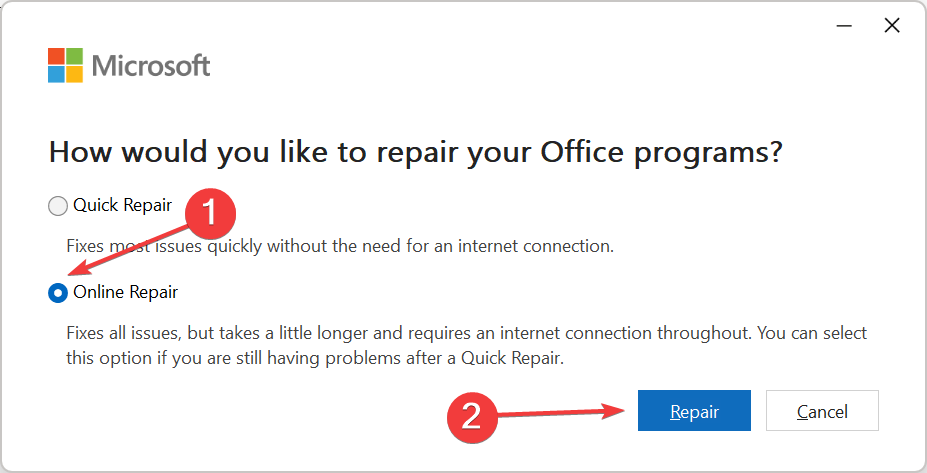 Microsoft
How would you like to repair your Office programs?
Quick Repair
1
Fixes most issues quickly without the need for an internet connection.
Online Repair
Fixes all issues, but takes a little longer and requires an internet connection throughout. You can select
this option if you are still having problems after a Quick Repair.
2
Repair
Cancel